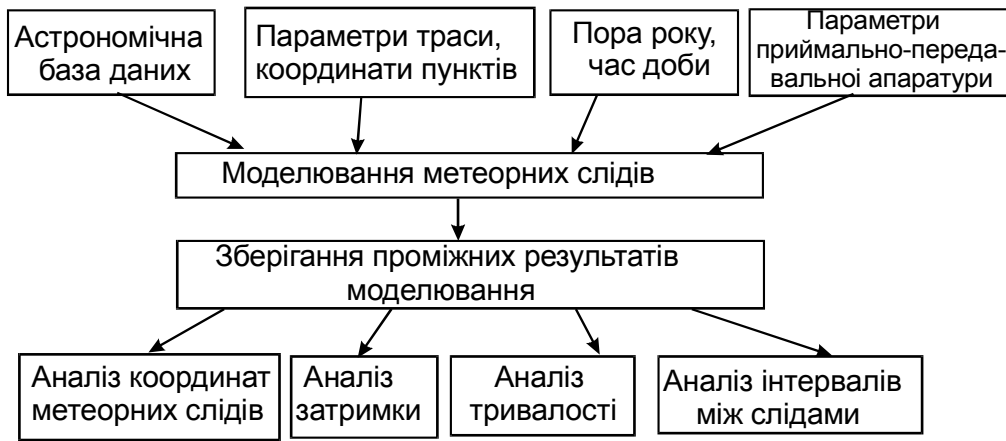 Астрономічна
база даних
Параметри траси,
координати пунктів
Пора року,
час доби
Параметри
приймально-переда-
вальної апаратури
Моделювання метеорних слідів
Зберігання проміжних результатів
моделювання
Аналіз координат
метеорних слідів
Аналіз
затримки
Аналіз
тривалості
Аналіз інтервалів
між слідами